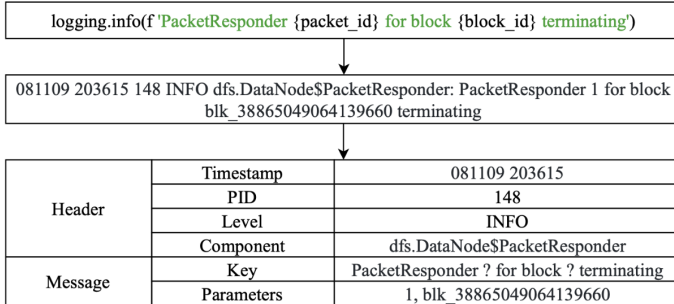 logging.info(f 'PacketResponder {packet_id} for block {block_id} terminating')
081109 203615 148 INFO dfs.DataNode$PacketResponder: PacketResponder 1 for block
blk_38865049064139660 terminating
Header
Timestamp 081109 203615
PID 148
Level INFO
Component dfs.DataNode$PacketResponder
Message
Key PacketResponder ? for block ? terminating
Parameters 1, blk_38865049064139660